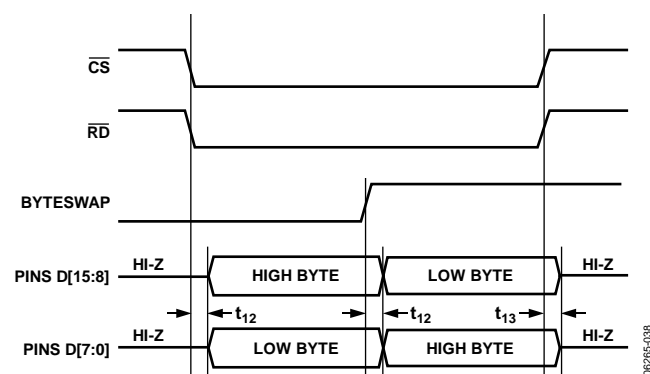 CS
RD
BYTESWAP
PINS D[15:8] HI-Z HIGH BYTE LOW BYTE HI-Z
t12 t12 t13
PINS D[7:0] HI-Z LOW BYTE HIGH BYTE HI-Z
06265-038